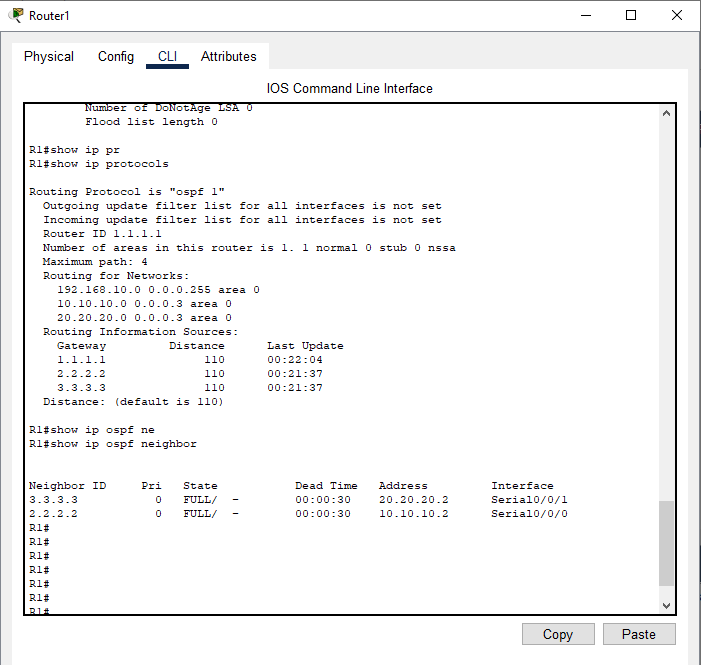 Router1
Physical Config CLI Attributes
IOS Command Line Interface
Number of DoNotAge LSA 0
Flood list length 0
R1#show ip pr
R1#show ip protocols
Routing Protocol is "ospf 1"
Outgoing update filter list for all interfaces is not set
Incoming update filter list for all interfaces is not set
Router ID 1.1.1.1
Number of areas in this router is 1. 1 normal 0 stub 0 nssa
Maximum path: 4
Routing for Networks:
192.168.10.0 0.0.0.255 area 0
10.10.10.0 0.0.0.3 area 0
20.20.20.0 0.0.0.3 area 0
Routing Information Sources:
Gateway Distance Last Update
1.1.1.1 110 00:22:04
2.2.2.2 110 00:21:37
3.3.3.3 110 00:21:37
Distance: (default is 110)
R1#show ip ospf ne
R1#show ip ospf neighbor
Neighbor ID Pri State Dead Time Address Interface
3.3.3.3 0 FULL/ - 00:00:30 20.20.20.2 Serial0/0/1
2.2.2.2 0 FULL/ - 00:00:30 10.10.10.2 Serial0/0/0
R1#
R1#
R1#
R1#
R1#
R1#
R1#
Copy Paste